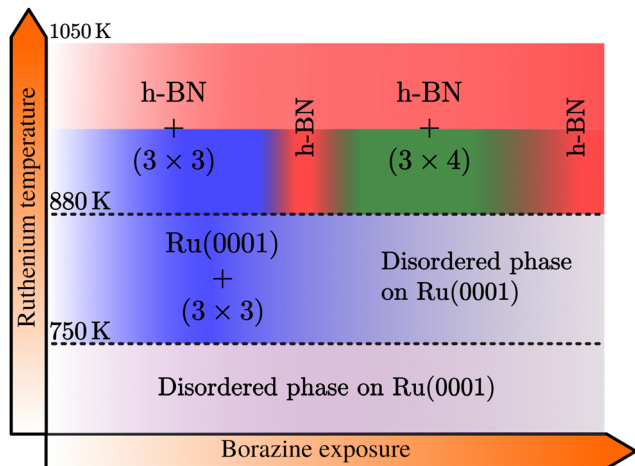 1050 K
h-BN
+
(3 × 3)
h-BN
h-BN
+
(3 × 4)
h-BN
880 K
Ru(0001)
+
(3 × 3)
Disordered phase
on Ru(0001)
750 K
Disordered phase on Ru(0001)
Ruthenium temperature
Borazine exposure